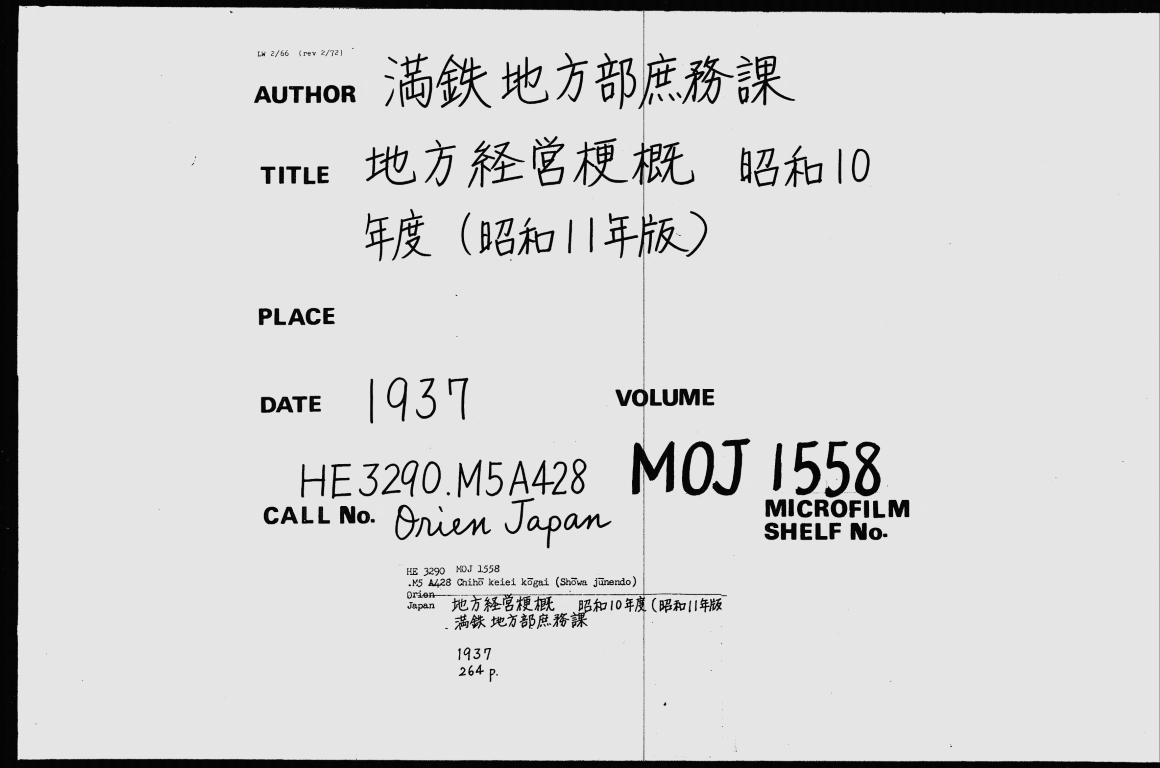 LW 2/66 (rev 2/72)
AUTHOR 満鉄地方部庶務課
TITLE 地方経営梗概 昭和10
年度（昭和11年版）
PLACE
DATE 1937 VOLUME
HE3290.M5A428 MOJ 1558
CALL No. Orien Japan MICROFILM
SHELF No.
HE 3290 MOJ 1558
.M5 A428 Chihō keiei kōgai (Shōwa jūnendo)
Orien
Japan 地方経営梗概 昭和10年度（昭和11年版
満鉄 地方部庶務課
1937
264 p.